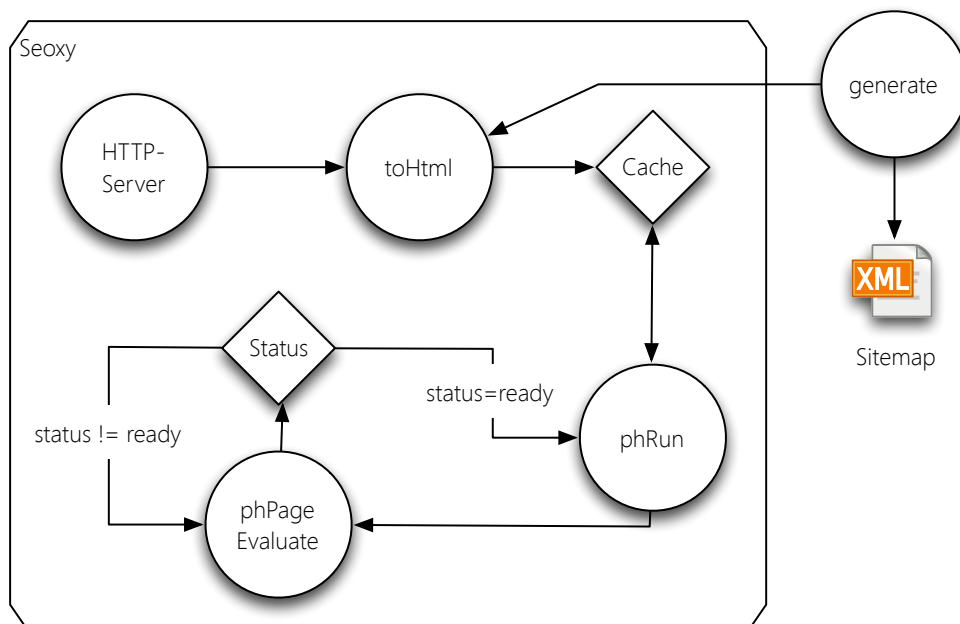 Seoxy
generate
HTTP-
Server
toHtml
Cache
XML
Sitemap
Status
status=ready
status != ready
phRun
phPage
Evaluate